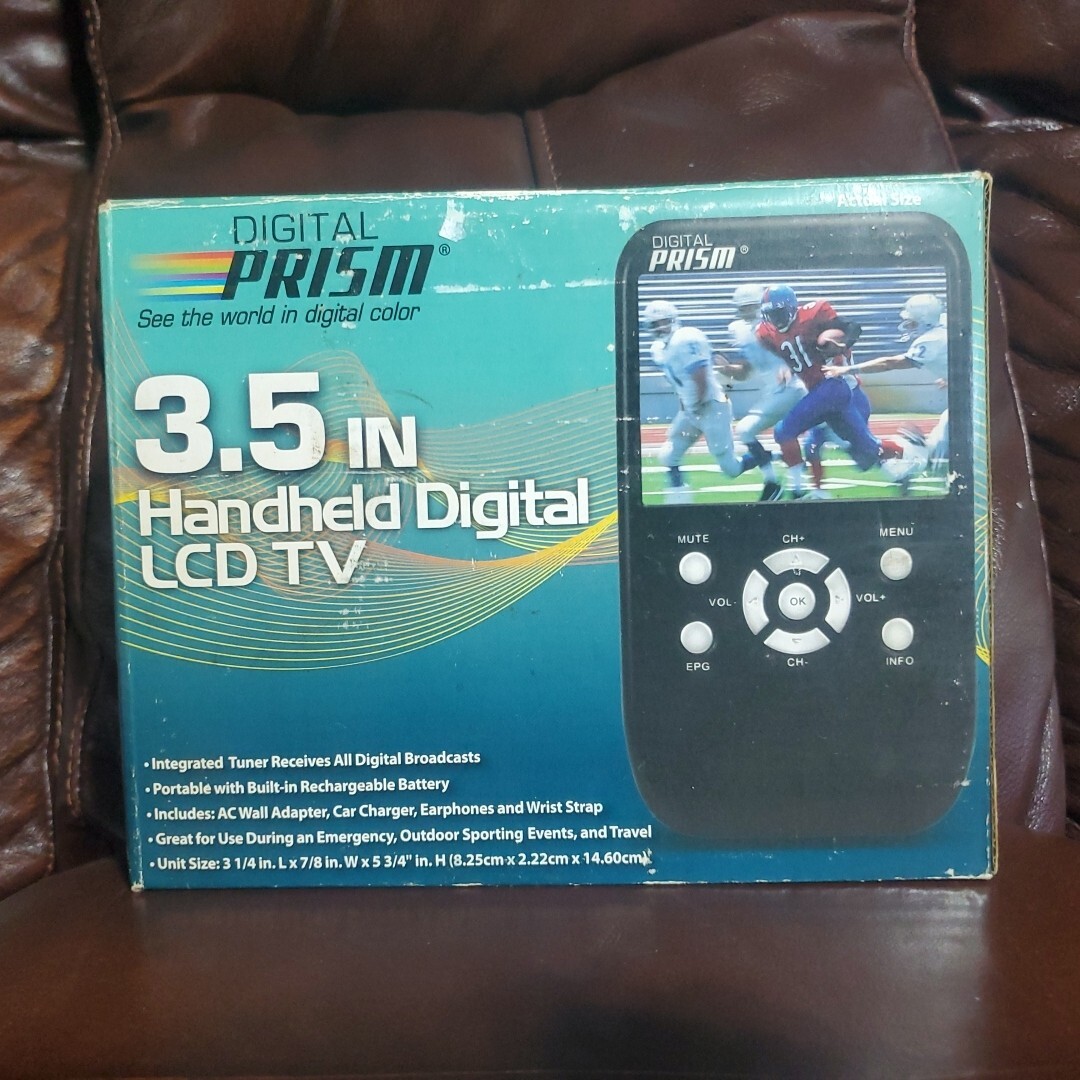 DIGITAL
PRISM®
See the world in digital color
3.5 IN
Handheld Digital
LCD TV
• Integrated Tuner Receives All Digital Broadcasts
• Portable with Built-in Rechargeable Battery
• Includes: AC Wall Adapter, Car Charger, Earphones and Wrist Strap
• Great for Use During an Emergency, Outdoor Sporting Events, and Travel
• Unit Size: 3 1/4 in. L x 7/8 in. W x 5 3/4" in. H (8.25cm x 2.22cm x 14.60cm)
Actual Size
DIGITAL
PRISM®
31
MUTE CH+ MENU
VOL- OK VOL+
EPG CH- INFO